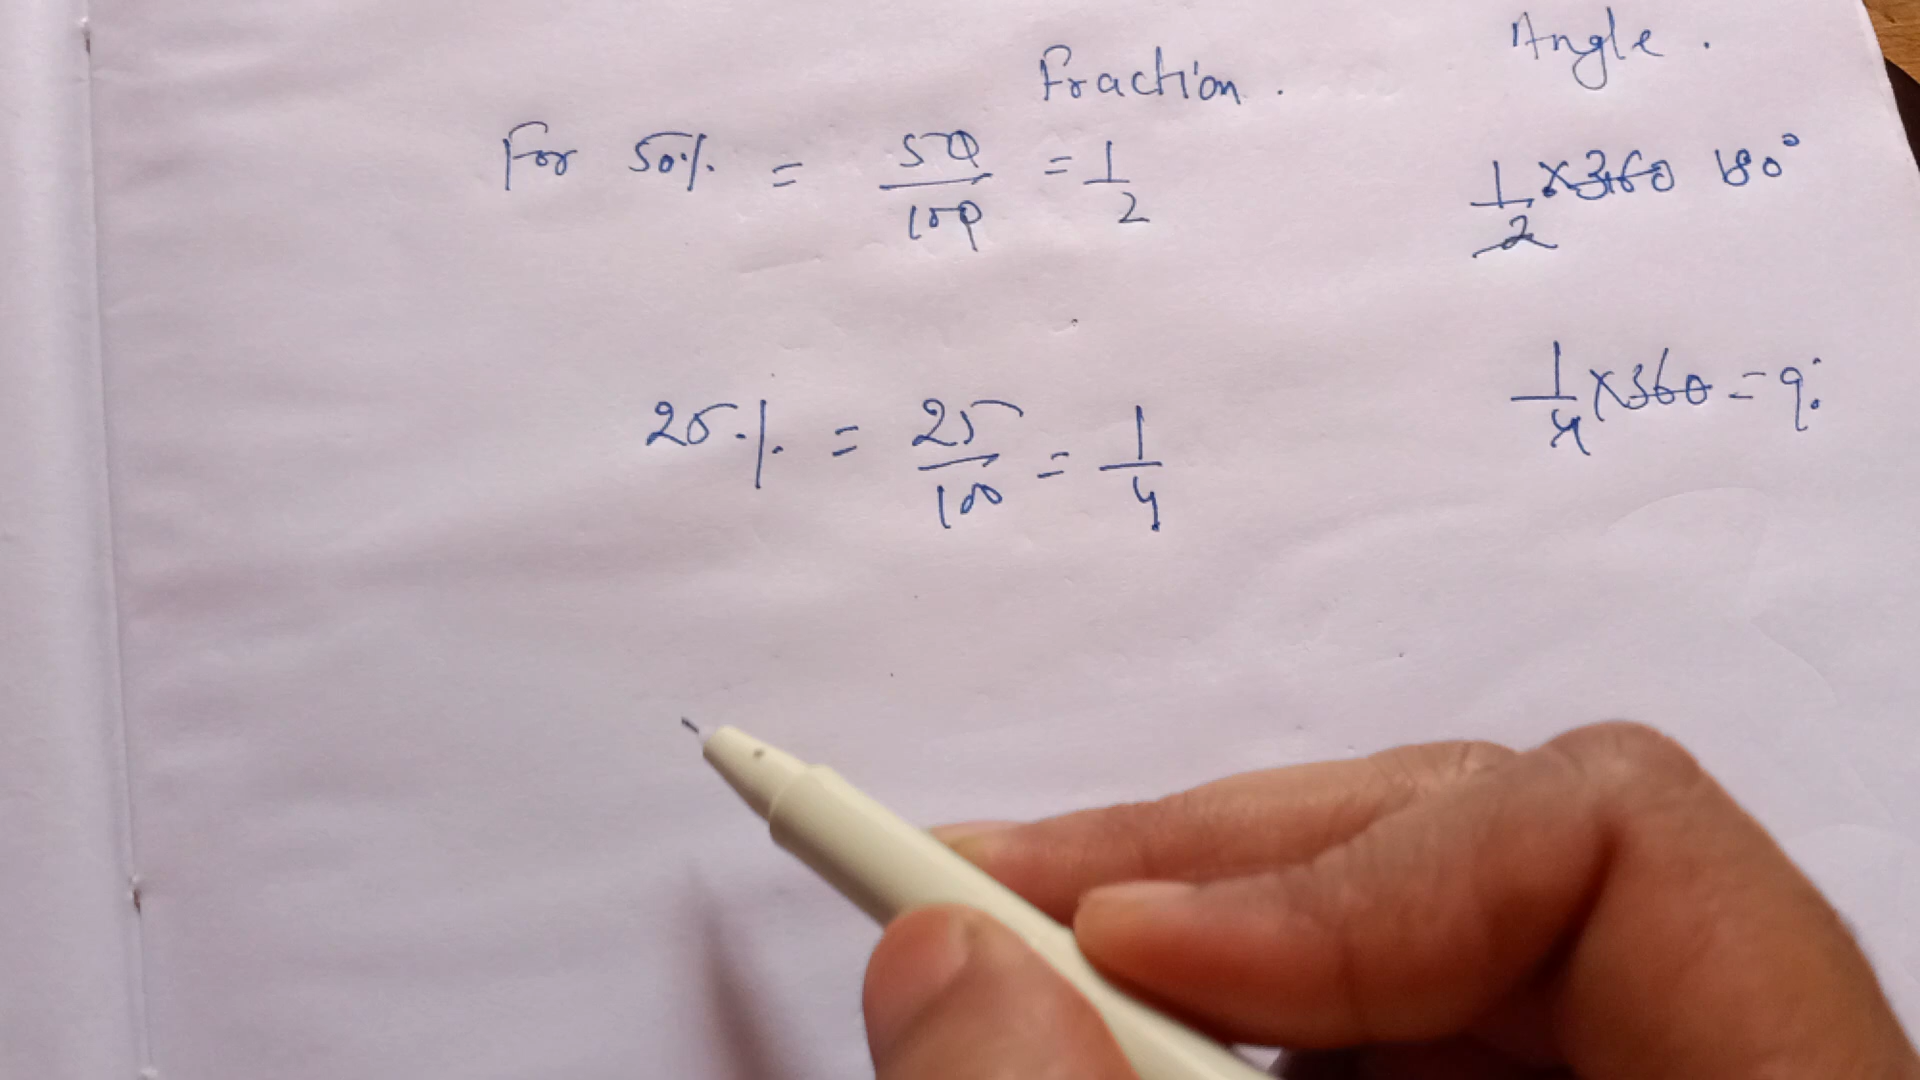 Fraction. Angle.
For 50% = 50/100 = 1/2 1/2 × 360 180°
25% = 25/100 = 1/4 1/4 × 360 =